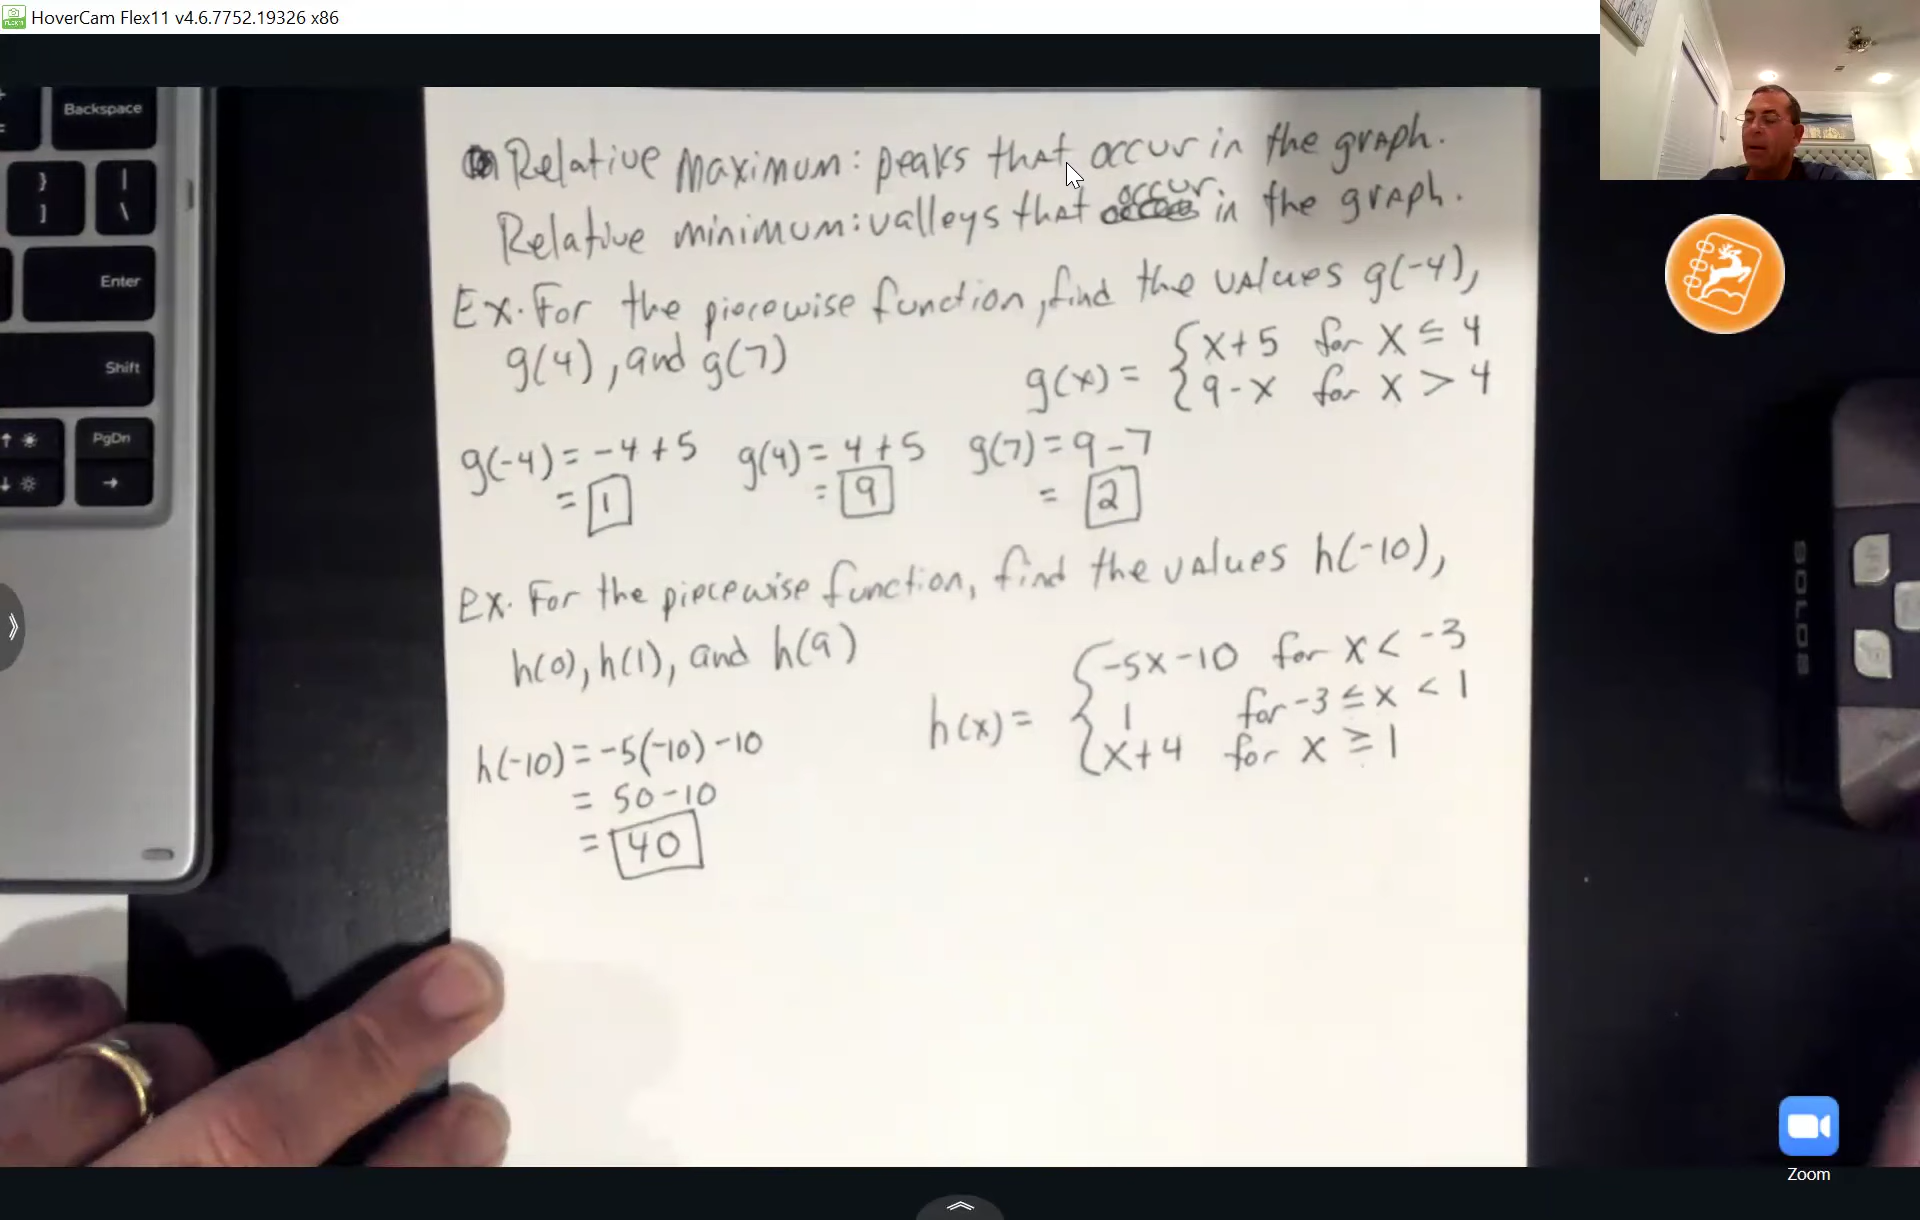 HoverCam Flex11 v4.6.7752.19326 x86
Backspace
}
]
|
\
Enter
Shift
PgDn
Relative Maximum: peaks that occur in the graph.
Relative minimum: valleys that occur in the graph.
Ex. For the piecewise function, find the values g(-4),
g(4), and g(7)
g(x) = { x+5 for x ≤ 4
9-x for x > 4
g(-4) = -4+5 g(4) = 4+5 g(7) = 9-7
= 1 = 9 = 2
Ex. For the piecewise function, find the values h(-10),
h(0), h(1), and h(9)
h(x) = { -5x-10 for x < -3
1 for -3 ≤ x < 1
x+4 for x ≥ 1
h(-10) = -5(-10)-10
= 50-10
= 40
Zoom